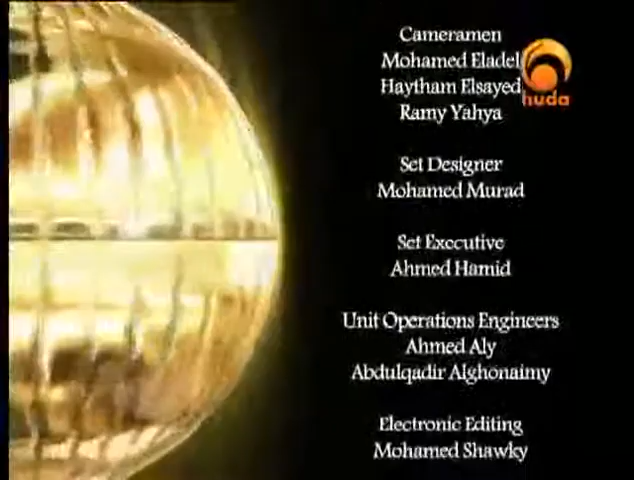 Cameramen
Mohamed Eladel
Haytham Elsayed
Ramy Yahya
huda
Set Designer
Mohamed Murad
Set Executive
Ahmed Hamid
Unit Operations Engineers
Ahmed Aly
Abdulqadir Alghonaimy
Electronic Editing
Mohamed Shawky